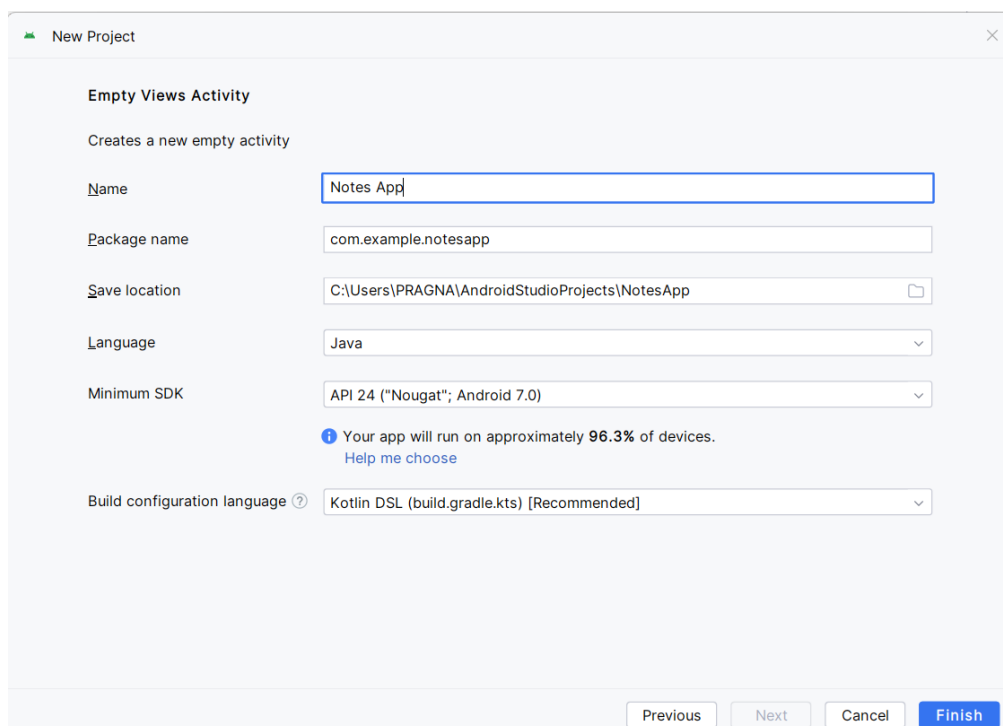 New Project
Empty Views Activity
Creates a new empty activity
Name Notes App
Package name com.example.notesapp
Save location C:\Users\PRAGNA\AndroidStudioProjects\NotesApp
Language Java
Minimum SDK API 24 ("Nougat"; Android 7.0)
Your app will run on approximately 96.3% of devices.
Help me choose
Build configuration language ? Kotlin DSL (build.gradle.kts) [Recommended]
Previous Next Cancel Finish